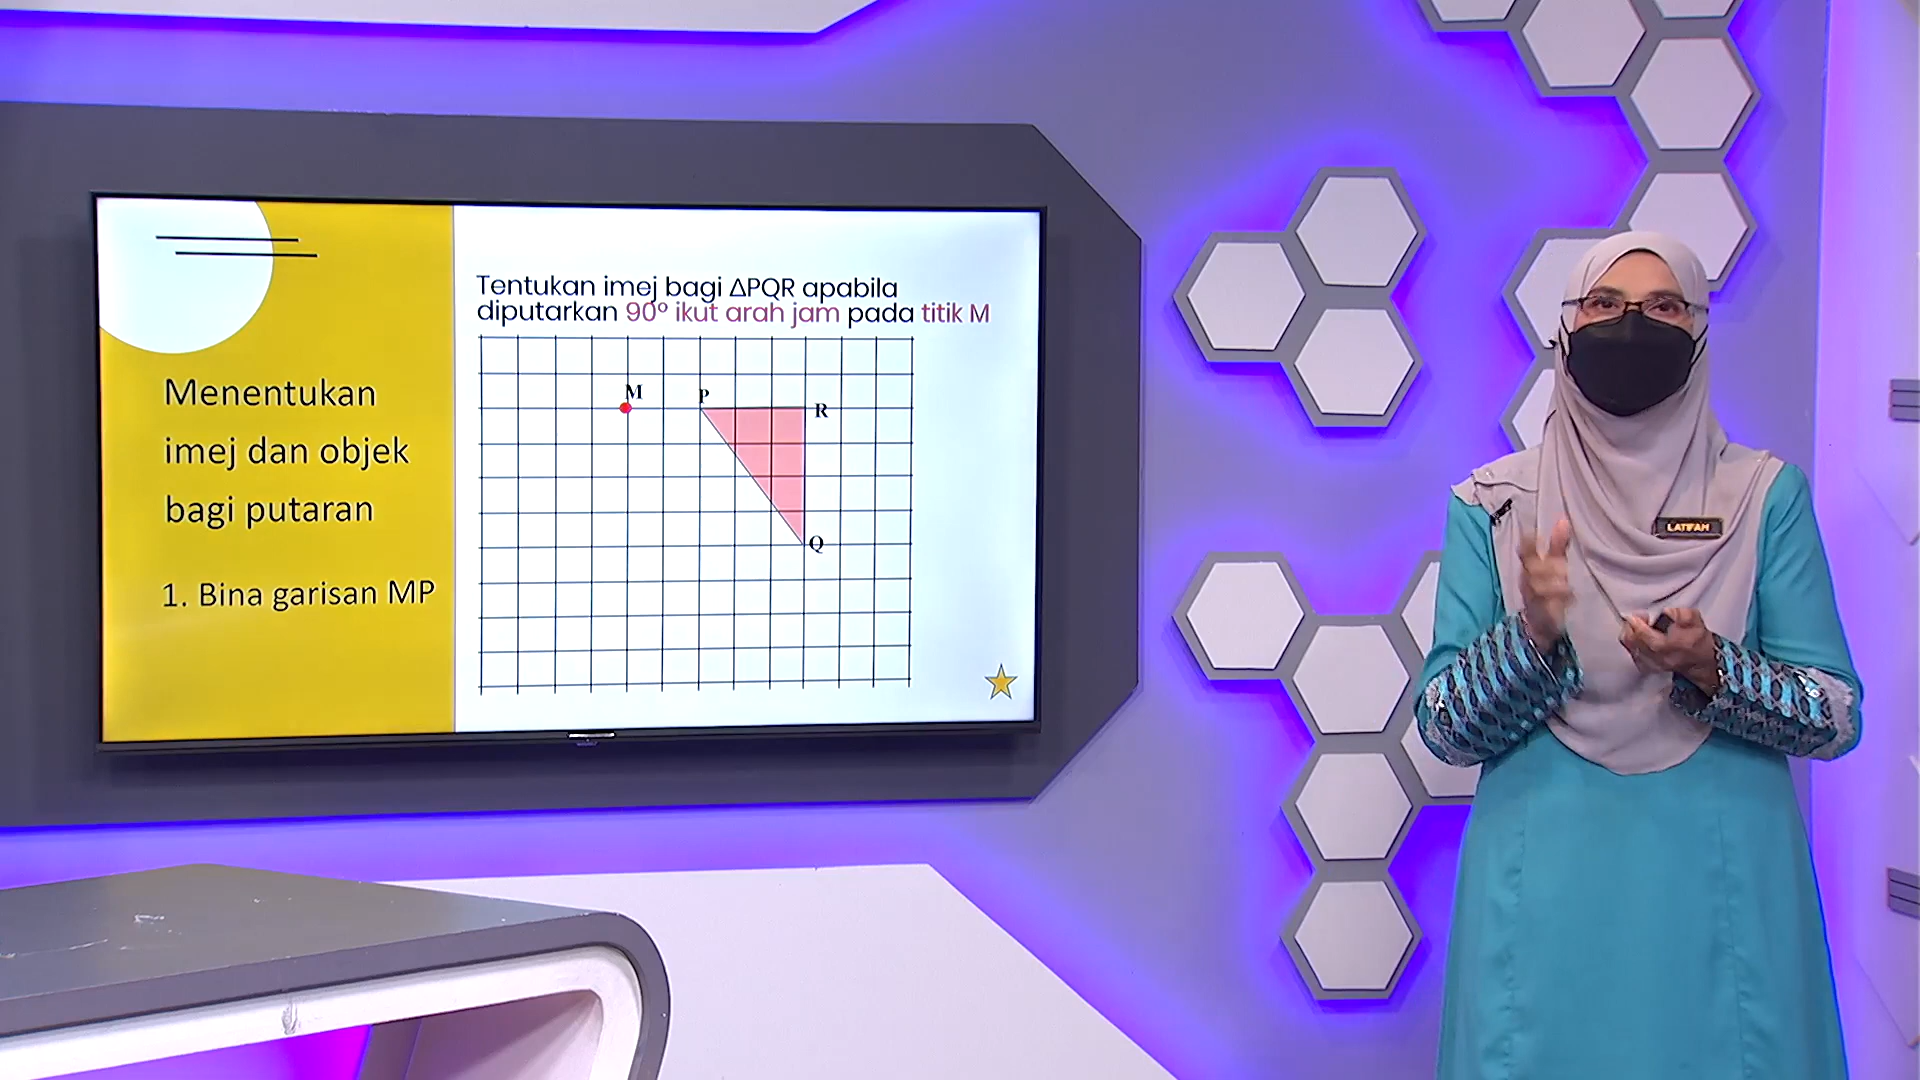 Menentukan
imej dan objek
bagi putaran
1. Bina garisan MP
Tentukan imej bagi ΔPQR apabila
diputarkan 90º ikut arah jam pada titik M
M
P
R
Q
LATIFAH